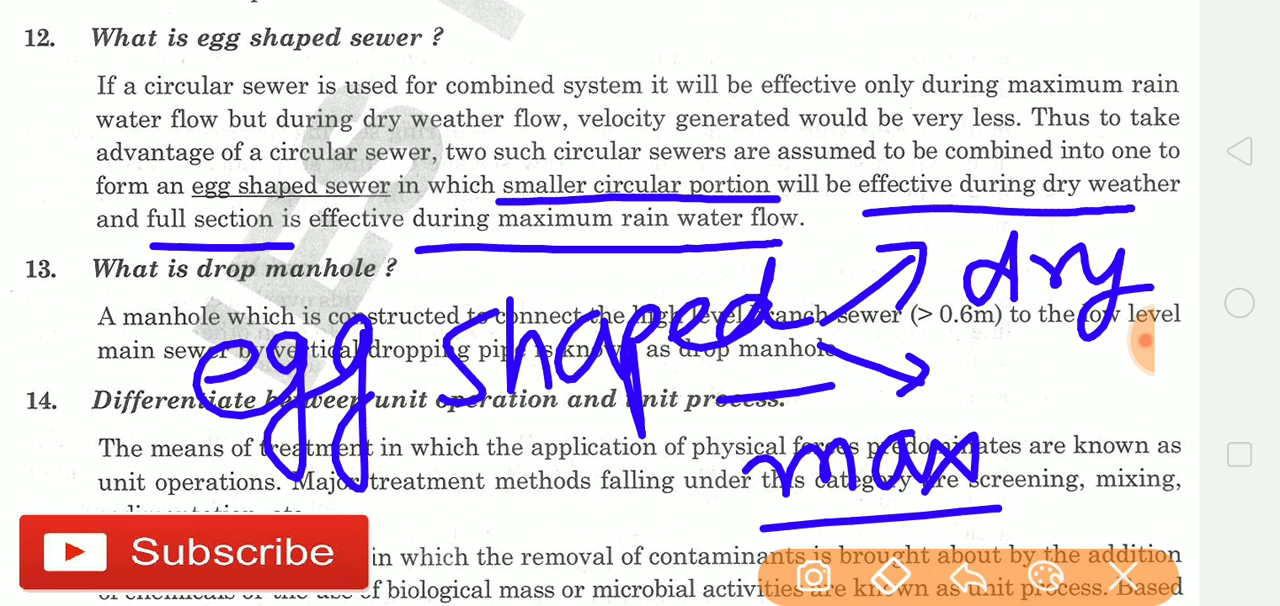 12. What is egg shaped sewer ?
If a circular sewer is used for combined system it will be effective only during maximum rain
water flow but during dry weather flow, velocity generated would be very less. Thus to take
advantage of a circular sewer, two such circular sewers are assumed to be combined into one to
form an egg shaped sewer in which smaller circular portion will be effective during dry weather
and full section is effective during maximum rain water flow.
dry
13. What is drop manhole ?
egg shaped
A manhole which is constructed to connect the high level branch sewer (> 0.6m) to the low level
main sewer by vertical dropping pipe is known as drop manhole
14. Differentiate between unit operation and unit process.
max
The means of treatment in which the application of physical forces predominates are known as
unit operations. Major treatment methods falling under this category are screening, mixing,
Subscribe
in which the removal of contaminants is brought about by the addition
of biological mass or microbial activities are known as unit process. Based